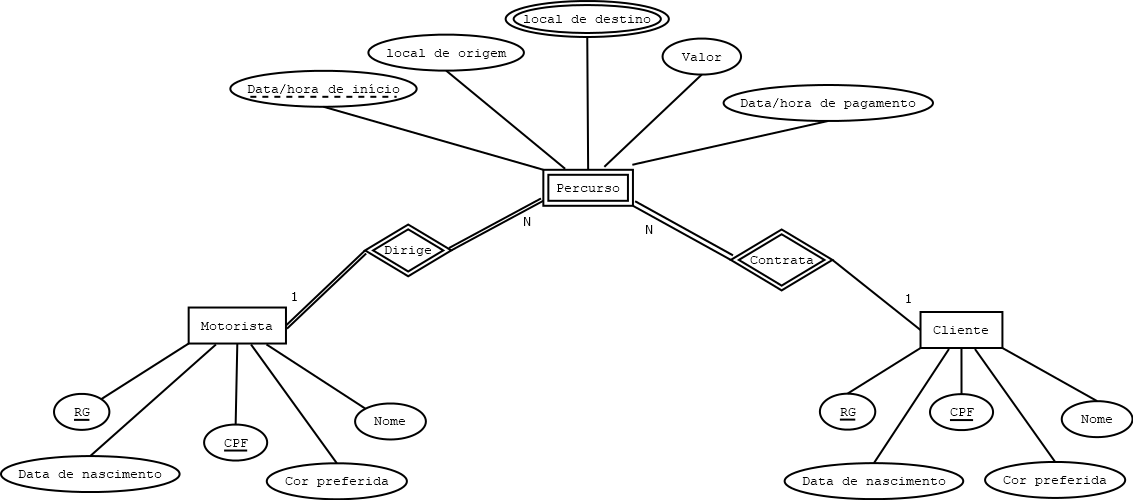 local de destino
local de origem
Valor
Data/hora de início
Data/hora de pagamento
Percurso
N
N
Dirige
Contrata
1
1
Motorista
Cliente
RG
CPF
Nome
Data de nascimento
Cor preferida
RG
CPF
Nome
Data de nascimento
Cor preferida